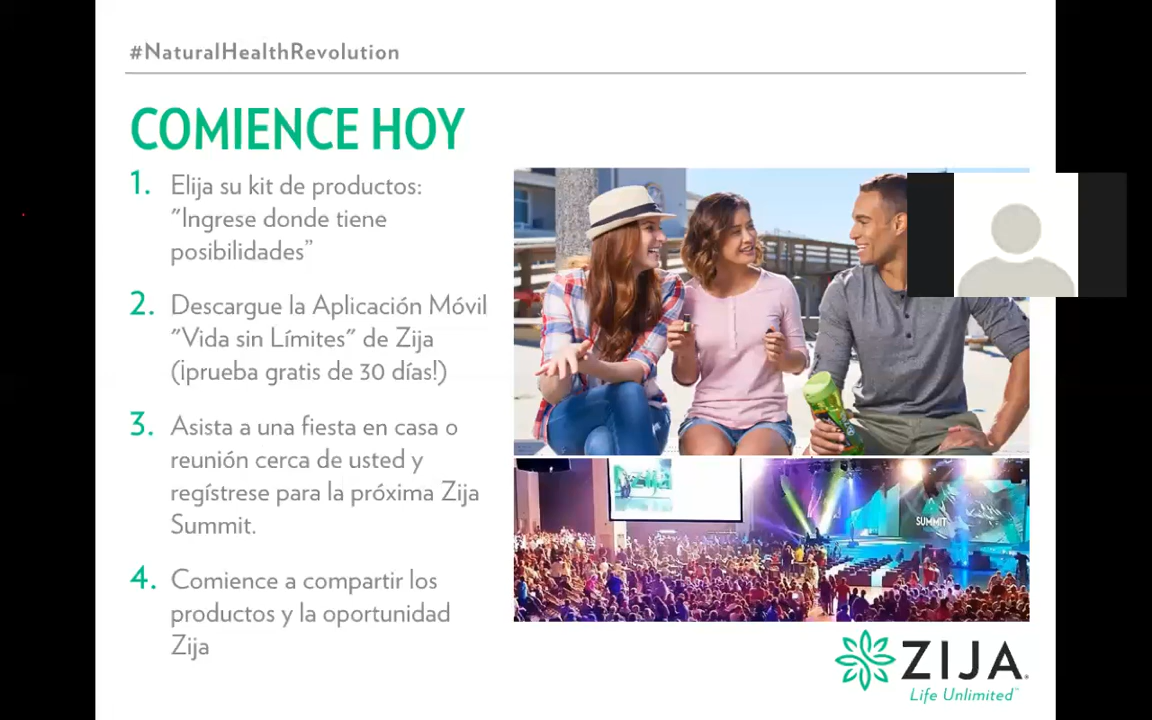 #NaturalHealthRevolution
COMIENCE HOY
1. Elija su kit de productos:
"Ingrese donde tiene
posibilidades”
2. Descargue la Aplicación Móvil
"Vida sin Límites" de Zija
(¡prueba gratis de 30 días!)
3. Asista a una fiesta en casa o
reunión cerca de usted y
regístrese para la próxima Zija
Summit.
4. Comience a compartir los
productos y la oportunidad
Zija
SUMMIT
ZIJA
Life Unlimited™